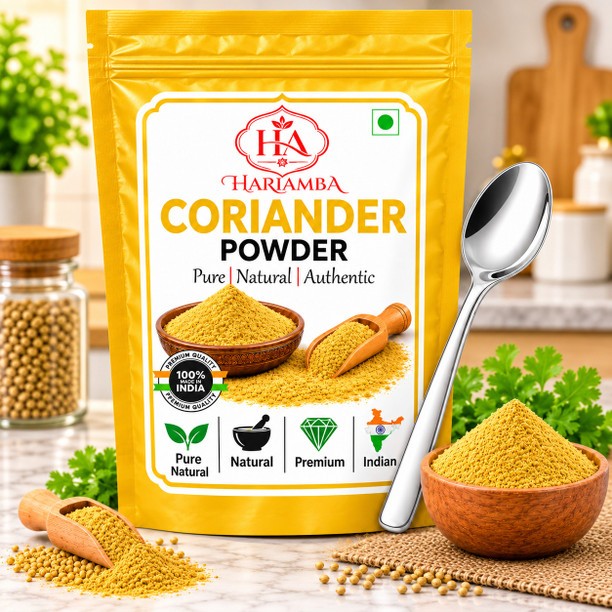 HA
HARIAMBA
CORIANDER
POWDER
Pure | Natural | Authentic
PREMIUM QUALITY
100%
MADE IN
INDIA
PREMIUM QUALITY
Pure
Natural
Natural
Premium
Indian